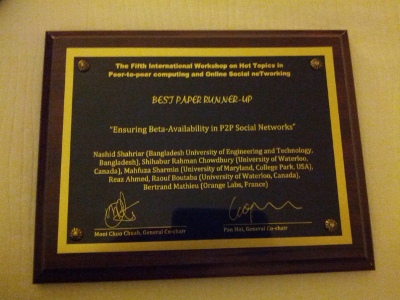 The Fifth International Workshop on Hot Topics in
Peer-to-peer computing and Online Social neTworking
BEST PAPER RUNNER-UP
"Ensuring Beta-Availability in P2P Social Networks"
Nashid Shahriar (Bangladesh University of Engineering and Technology,
Bangladesh), Shihabur Rahman Chowdhury (University of Waterloo,
Canada), Mahfuza Sharmin (University of Maryland, College Park, USA),
Reaz Ahmed, Raouf Boutaba (University of Waterloo, Canada),
Bertrand Mathieu (Orange Labs, France)
Mooi Choo Chuah, General Co-chair
Pan Hui, General Co-chair